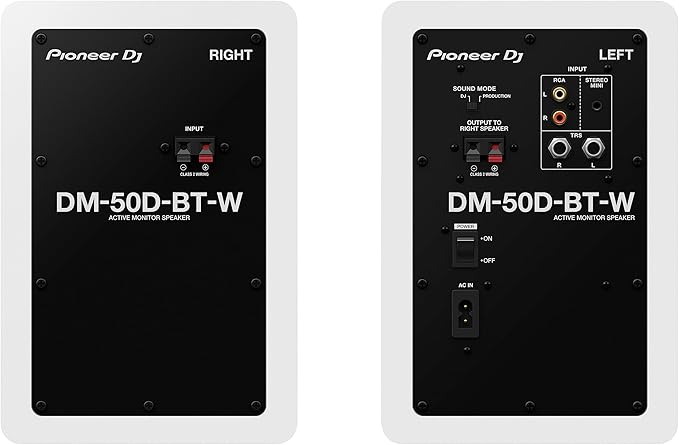 Pioneer Dj
RIGHT
INPUT
⊖ ⊕
CLASS 2 WIRING
DM-50D-BT-W
ACTIVE MONITOR SPEAKER
Pioneer Dj
LEFT
SOUND MODE
DJ PRODUCTION
INPUT
RCA
STEREO
MINI
L
R
TRS
R L
OUTPUT TO
RIGHT SPEAKER
⊖ ⊕
CLASS 2 WIRING
DM-50D-BT-W
ACTIVE MONITOR SPEAKER
POWER
ON
OFF
AC IN